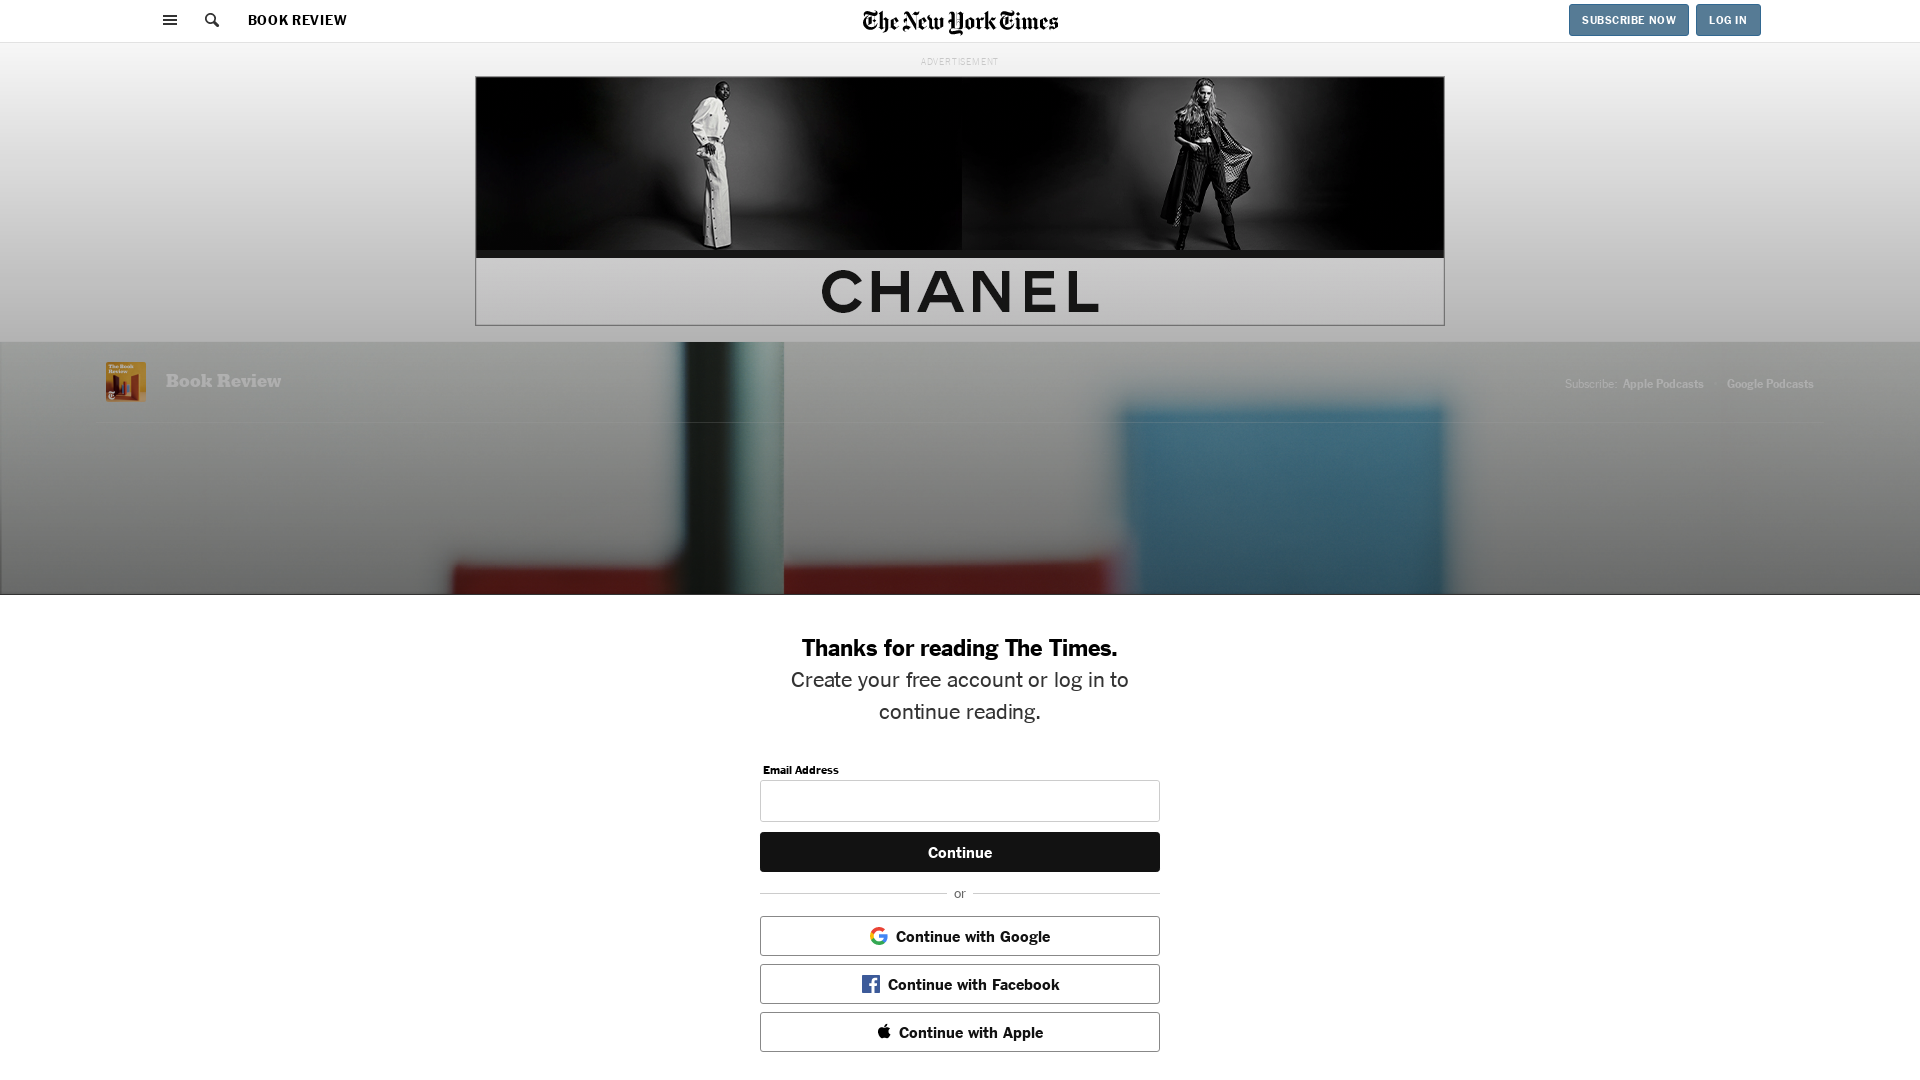 BOOK REVIEW
The New York Times
SUBSCRIBE NOW
LOG IN
ADVERTISEMENT
CHANEL
The Book
Review
Book Review
Subscribe: Apple Podcasts
Google Podcasts
Thanks for reading The Times.
Create your free account or log in to
continue reading.
Email Address
Continue
or
Continue with Google
Continue with Facebook
Continue with Apple